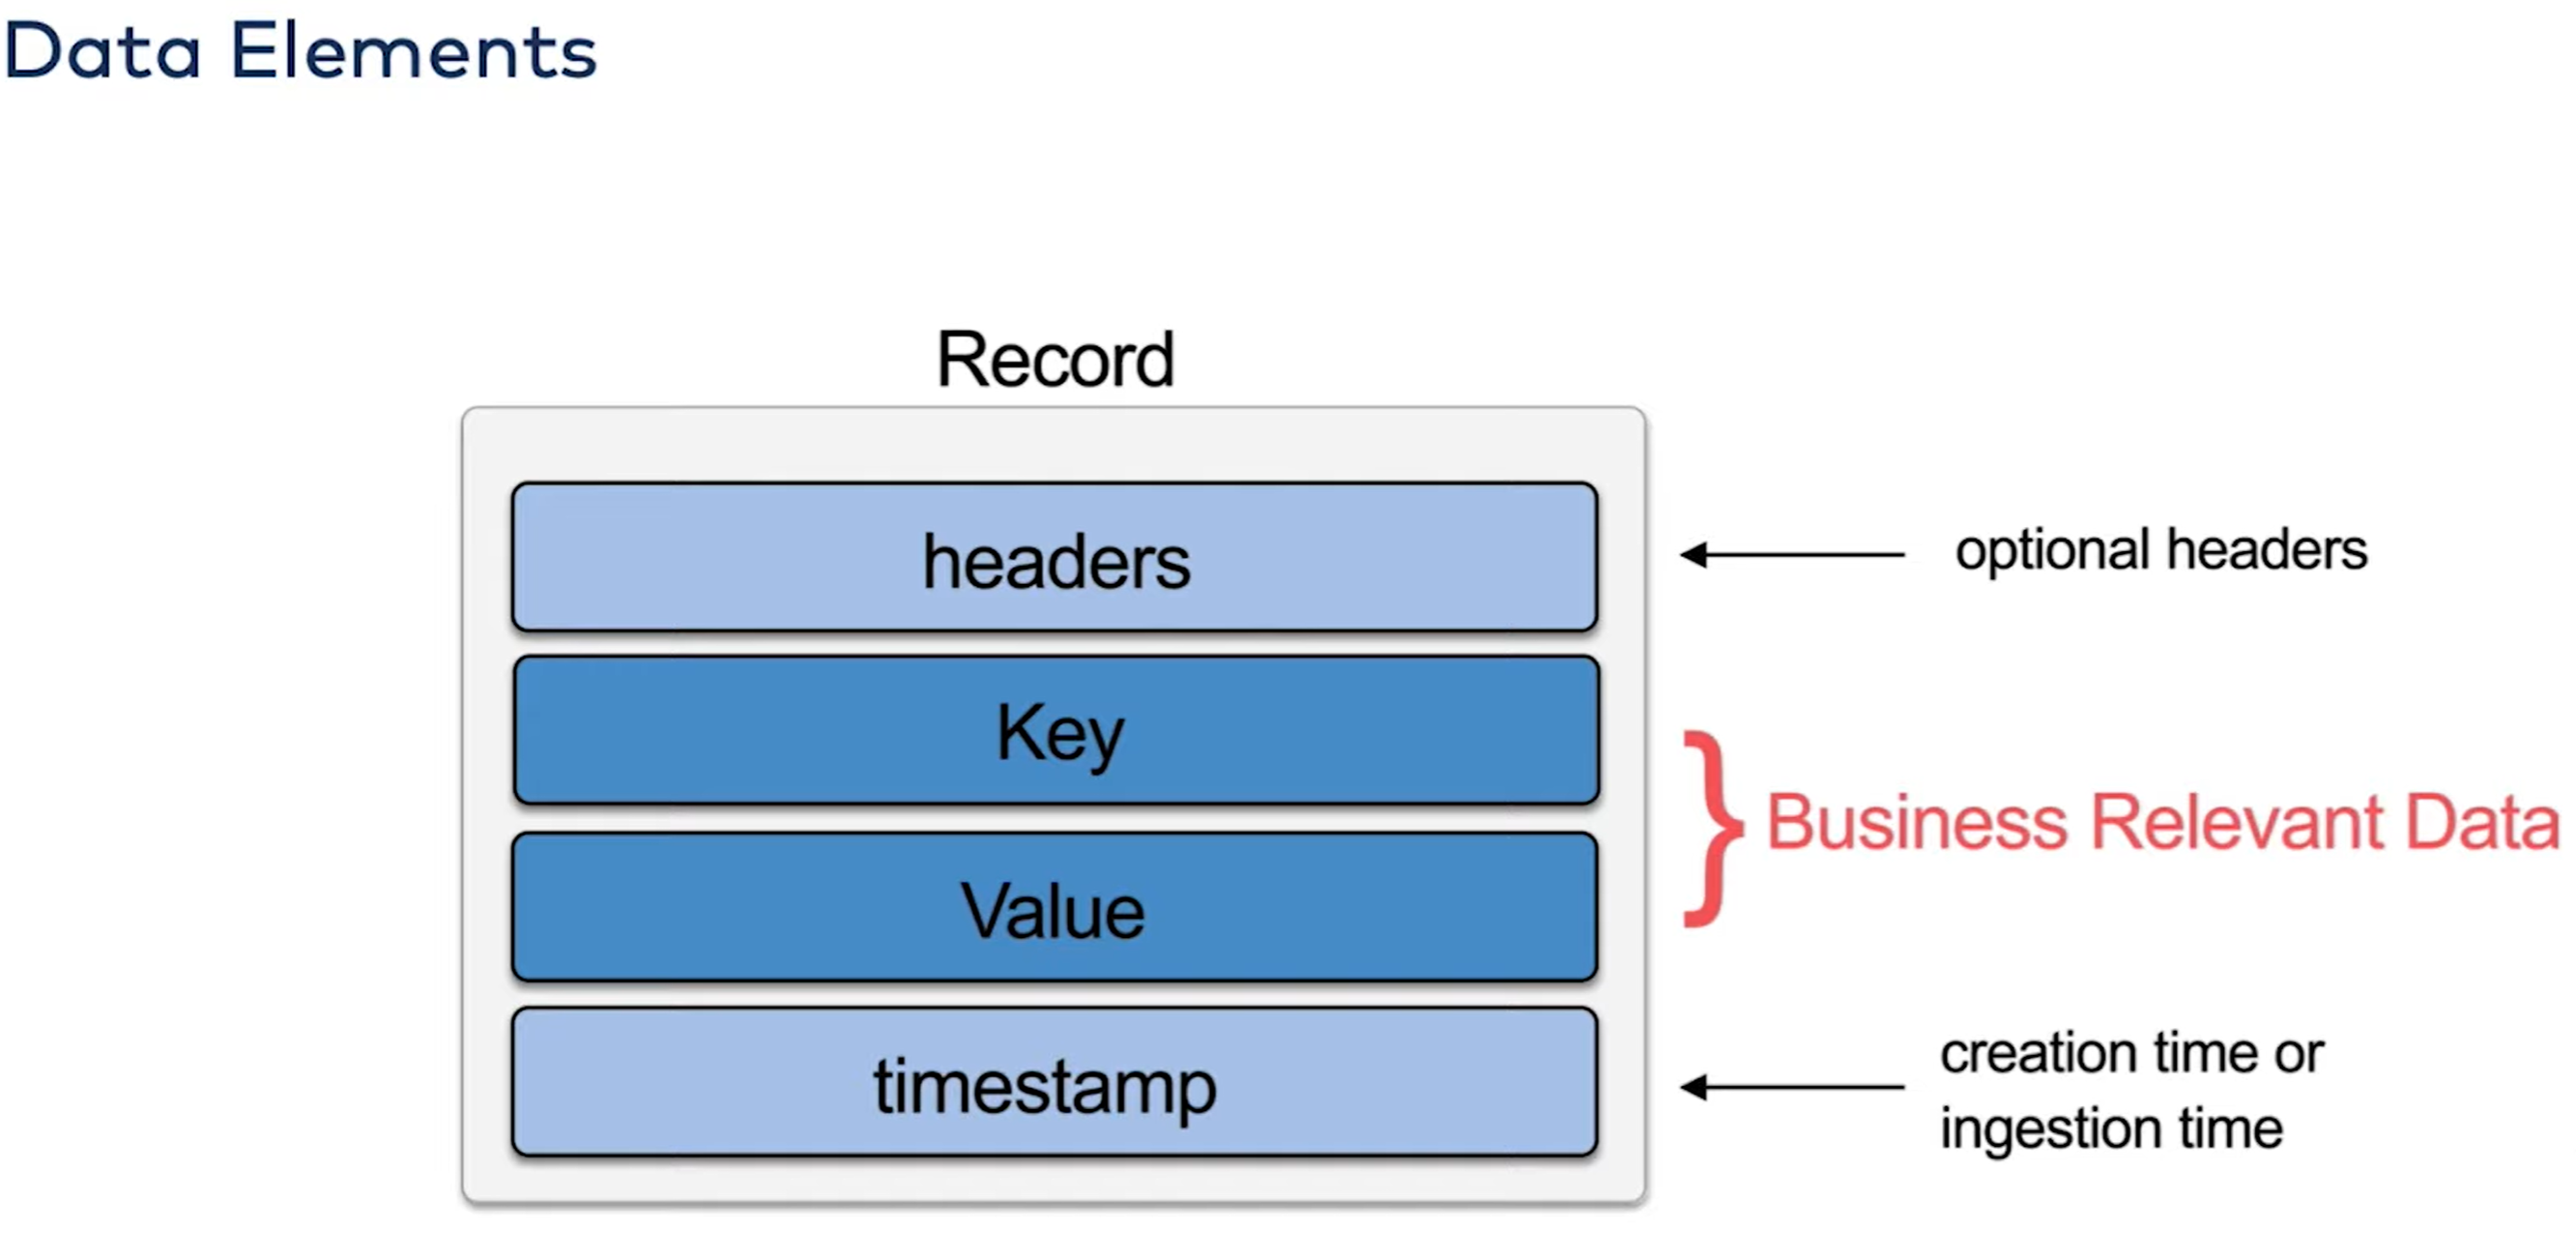 Data Elements
Record
headers
optional headers
Key
Business Relevant Data
Value
timestamp
creation time or
ingestion time